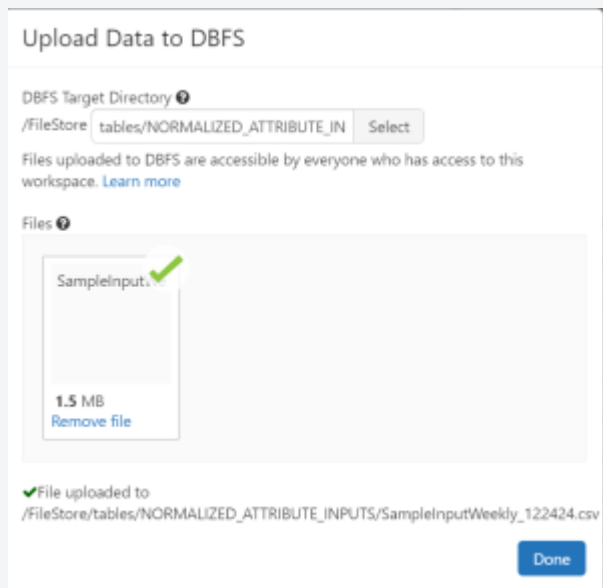 Upload Data to DBFS
DBFS Target Directory
/FileStore tables/NORMALIZED_ATTRIBUTE_IN Select
Files uploaded to DBFS are accessible by everyone who has access to this
workspace. Learn more
Files
SampleInput
1.5 MB
Remove file
File uploaded to
/FileStore/tables/NORMALIZED_ATTRIBUTE_INPUTS/SampleInputWeekly_122424.csv
Done